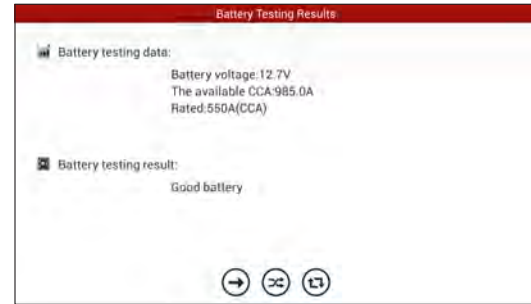 Battery Testing Results
Battery testing data:
Battery voltage:12.7V
The available CCA:985.0A
Rated:550A(CCA)
Battery testing result:
Good battery